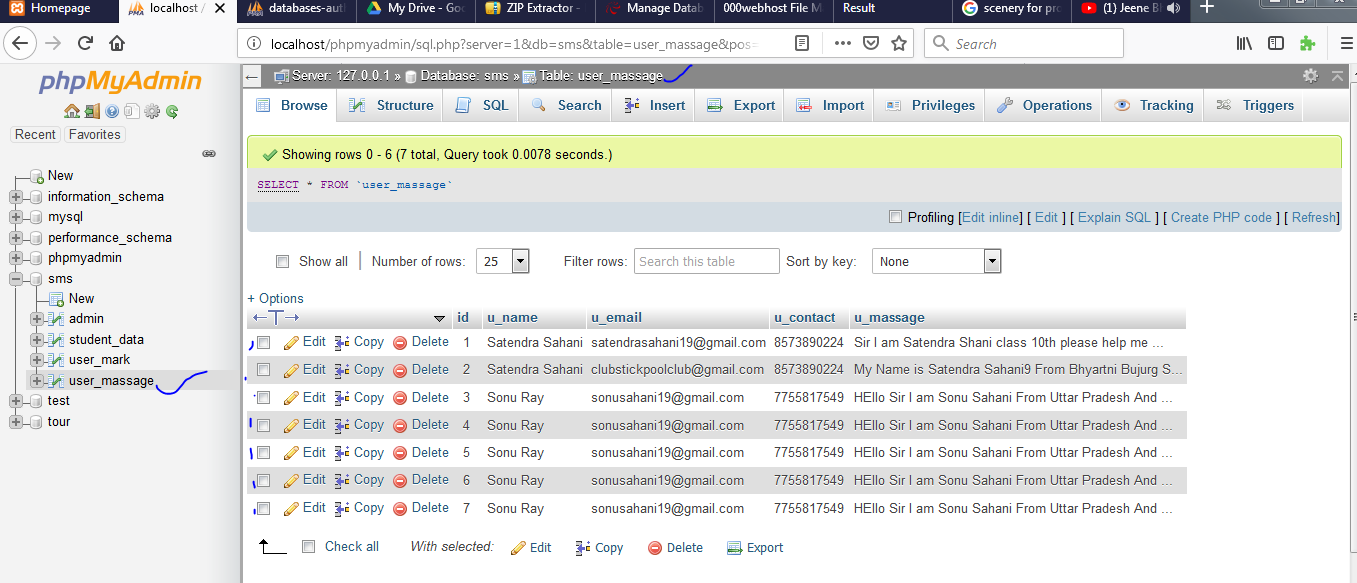 Homepage
localhost /
databases-aut
My Drive - Goo
ZIP Extractor -
Manage Datab
000webhost File M
Result
scenery for pro
(1) Jeene Bh
localhost/phpmyadmin/sql.php?server=1&db=sms&table=user_massage&pos=
Search
phpMyAdmin
Recent
Favorites
New
information_schema
mysql
performance_schema
phpmyadmin
sms
New
admin
student_data
user_mark
user_massage
test
tour
Server: 127.0.0.1 » Database: sms » Table: user_massage
Browse Structure SQL Search Insert Export Import Privileges Operations Tracking Triggers
Showing rows 0 - 6 (7 total, Query took 0.0078 seconds.)
SELECT * FROM `user_massage`
Profiling [Edit inline] [ Edit ] [ Explain SQL ] [ Create PHP code ] [ Refresh]
Show all Number of rows: 25 Filter rows: Search this table Sort by key: None
+ Options
←T→ id u_name u_email u_contact u_massage
Edit Copy Delete 1 Satendra Sahani satendrasahani19@gmail.com 8573890224 Sir I am Satendra Shani class 10th please help me ...
Edit Copy Delete 2 Satendra Sahani clubstickpoolclub@gmail.com 8573890224 My Name is Satendra Sahani9 From Bhyartni Bujurg S...
Edit Copy Delete 3 Sonu Ray sonusahani19@gmail.com 7755817549 HEllo Sir I am Sonu Sahani From Uttar Pradesh And ...
Edit Copy Delete 4 Sonu Ray sonusahani19@gmail.com 7755817549 HEllo Sir I am Sonu Sahani From Uttar Pradesh And ...
Edit Copy Delete 5 Sonu Ray sonusahani19@gmail.com 7755817549 HEllo Sir I am Sonu Sahani From Uttar Pradesh And ...
Edit Copy Delete 6 Sonu Ray sonusahani19@gmail.com 7755817549 HEllo Sir I am Sonu Sahani From Uttar Pradesh And ...
Edit Copy Delete 7 Sonu Ray sonusahani19@gmail.com 7755817549 HEllo Sir I am Sonu Sahani From Uttar Pradesh And ...
Check all With selected: Edit Copy Delete Export